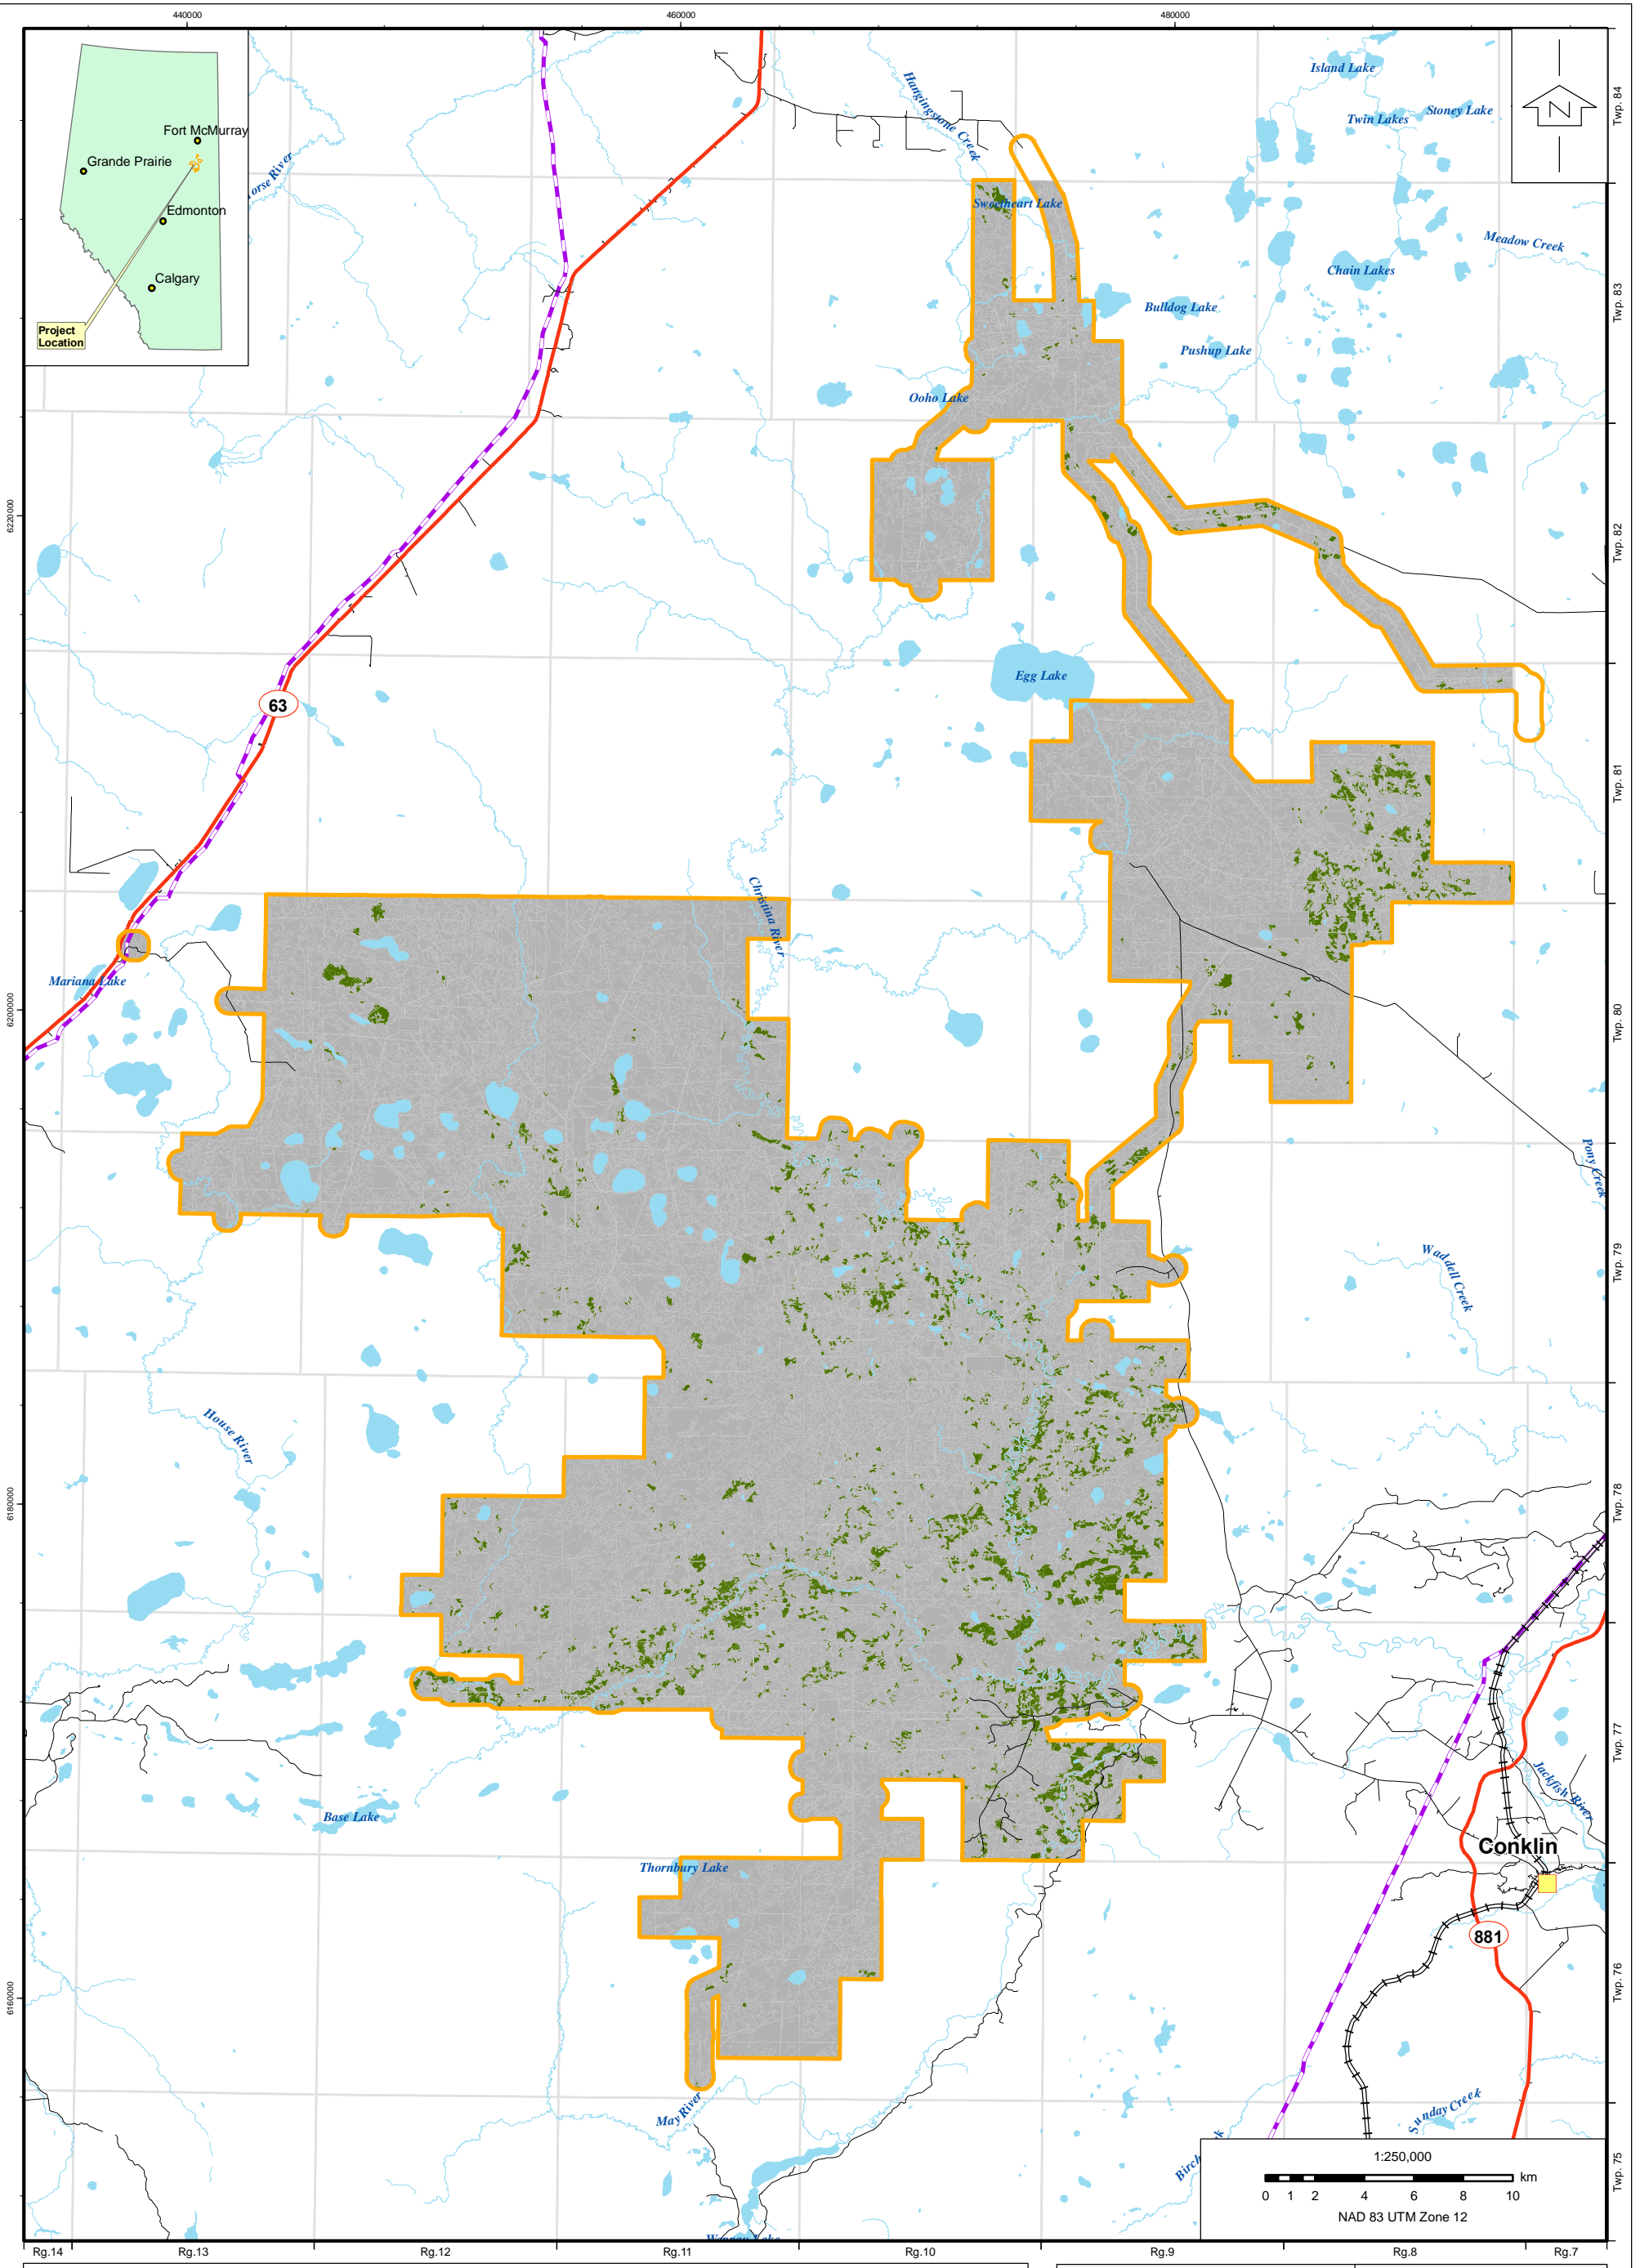 440000
460000
480000
Fort McMurray
Grande Prairie
Edmonton
Calgary
Project
Location
orse River
Hangingstone Creek
Island Lake
Twin Lakes
Stoney Lake
N
Twp. 84
Sweetheart Lake
Meadow Creek
Chain Lakes
Bulldog Lake
Pushup Lake
Twp. 83
Ooho Lake
6220000
Twp. 82
Egg Lake
63
Twp. 81
Christina River
Mariana Lake
6200000
Twp. 80
Pony Creek
Waddell Creek
Twp. 79
House River
6180000
Twp. 78
Twp. 77
Base Lake
Jackfish River
Conklin
Thornbury Lake
881
6160000
Twp. 76
May River
Sunday Creek
Birch
k
Twp. 75
1:250,000
km
0 1 2 4 6 8 10
NAD 83 UTM Zone 12
Rg.14
Rg.13
Rg.12
Rg.11
Rg.10
Rg.9
Rg.8
Rg.7